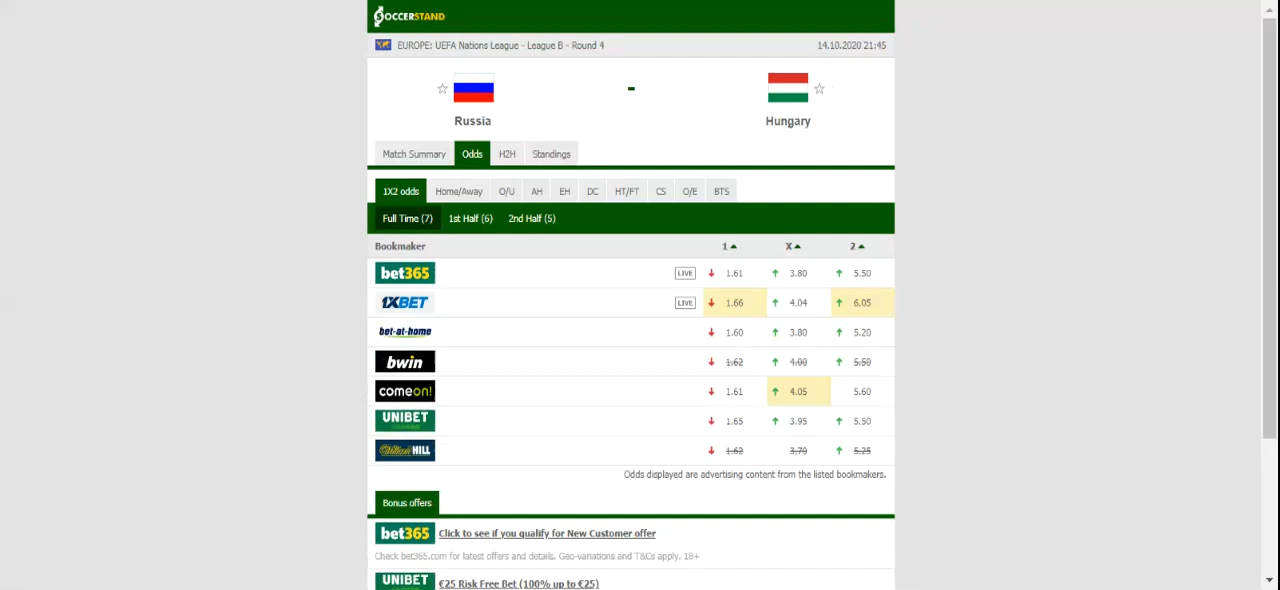 SOCCERSTAND
EUROPE: UEFA Nations League - League B - Round 4 14.10.2020 21:45
-
Russia Hungary
Match Summary Odds H2H Standings
1X2 odds Home/Away O/U AH EH DC HT/FT CS O/E BTS
Full Time (7) 1st Half (6) 2nd Half (5)
Bookmaker 1 X 2
bet365 LIVE 1.61 3.80 5.50
1XBET LIVE 1.66 4.04 6.05
bet-at-home 1.60 3.80 5.20
bwin 1.62 4.00 5.50
comeon! 1.61 4.05 5.60
UNIBET 1.65 3.95 5.50
William HILL 1.62 3.70 5.25
Odds displayed are advertising content from the listed bookmakers.
Bonus offers
bet365 Click to see if you qualify for New Customer offer
Check bet365.com for latest offers and details. Geo-variations and T&Cs apply. 18+
UNIBET €25 Risk Free Bet (100% up to €25)